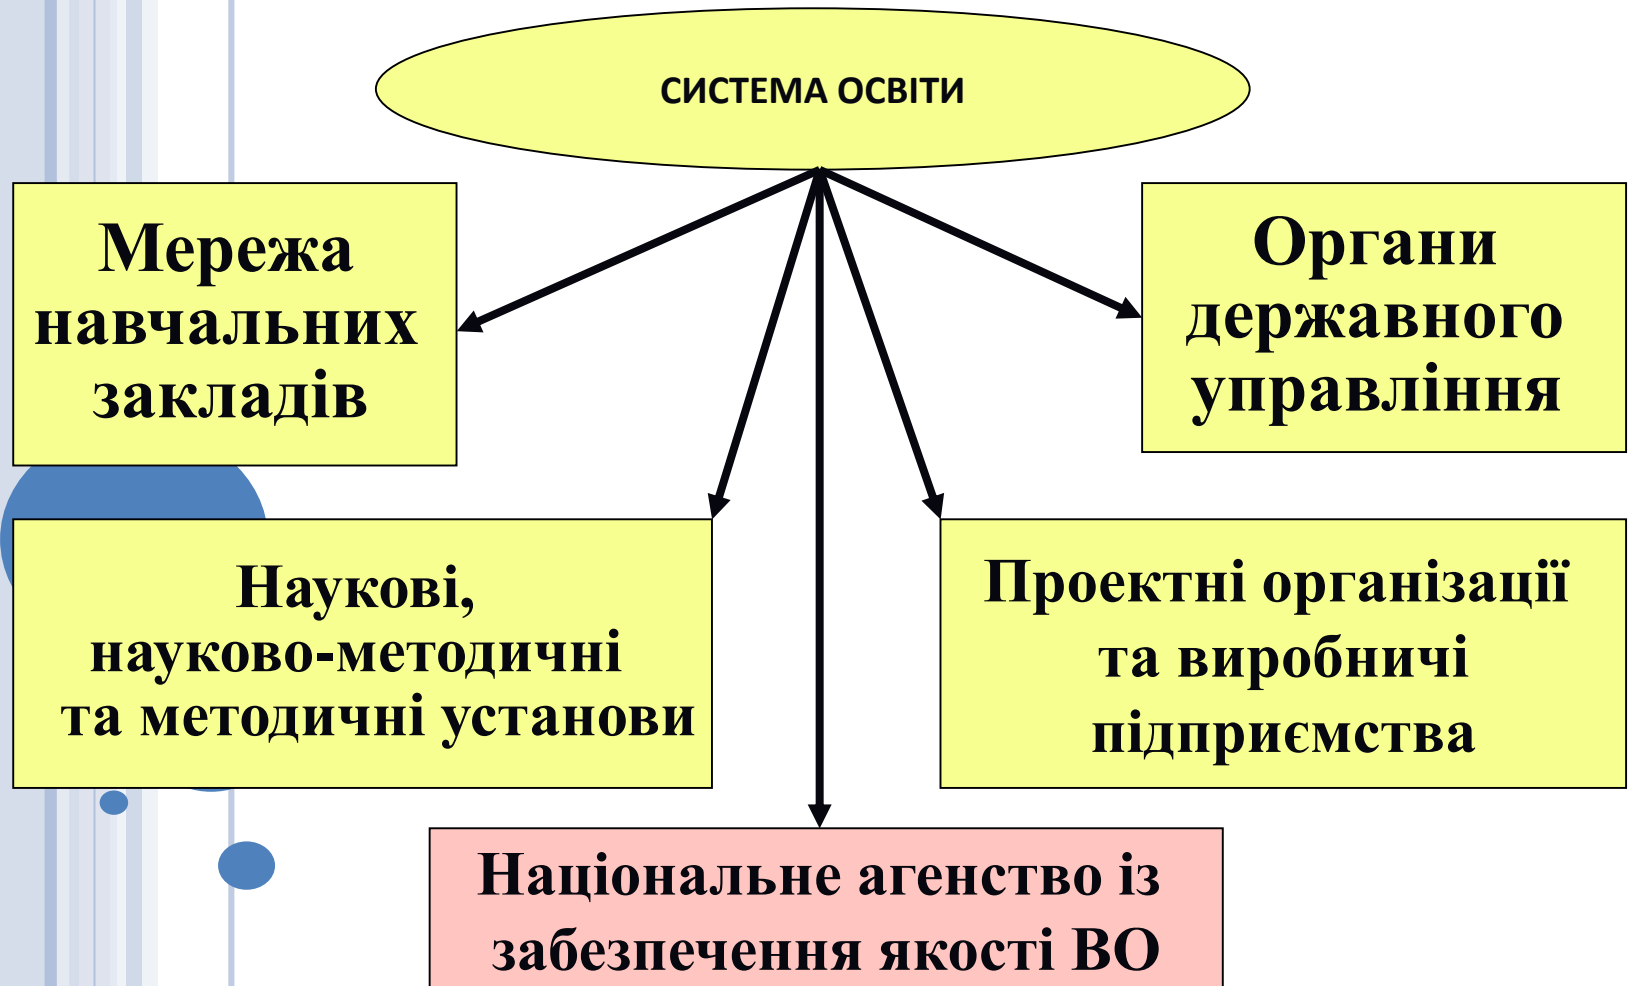 СИСТЕМА ОСВІТИ
Мережа
навчальних
закладів
Органи
державного
управління
Наукові,
науково-методичні
та методичні установи
Проектні організації
та виробничі
підприємства
Національне агенство із
забезпечення якості ВО